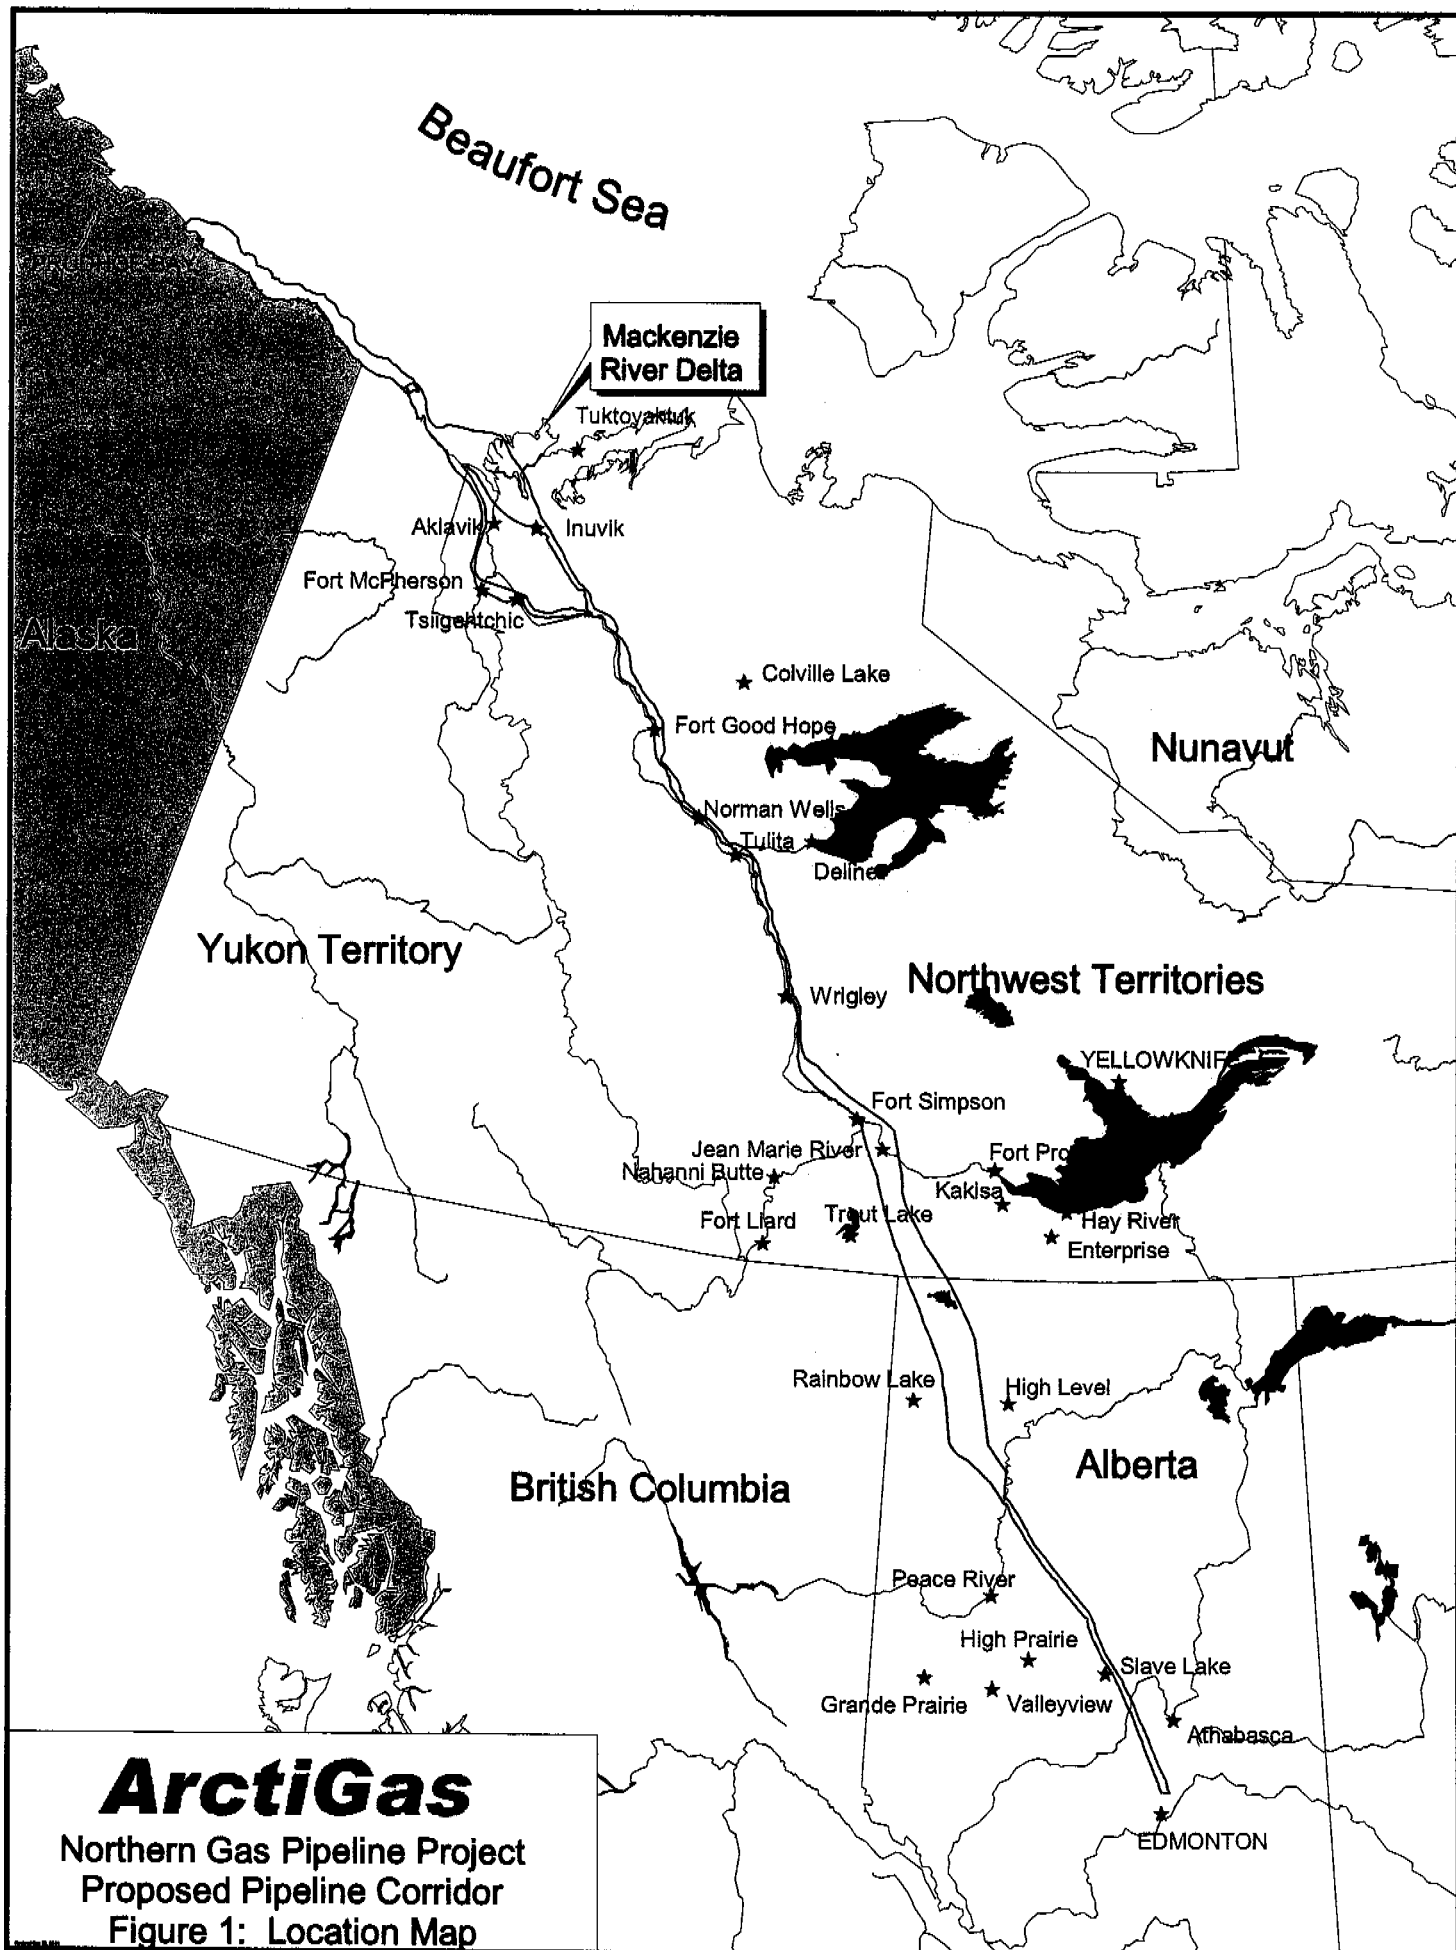 Beaufort Sea
PRUDHOE BAY
Mackenzie
River Delta
Tuktoyaktuk
Aklavik
Inuvik
Fort McPherson
Tsiigehtchic
Alaska
Colville Lake
Fort Good Hope
Nunavut
Norman Wells
Tulita
Deline
Yukon Territory
Northwest Territories
Wrigley
YELLOWKNIF
Fort Simpson
Jean Marie River
Fort Pro
Nahanni Butte
Kakisa
Fort Liard
Trout Lake
Hay River
Enterprise
Rainbow Lake
High Level
Alberta
British Columbia
Peace River
High Prairie
Slave Lake
Grande Prairie
Valleyview
Athabasca
EDMONTON
ArctiGas
Northern Gas Pipeline Project
Proposed Pipeline Corridor
Figure 1: Location Map